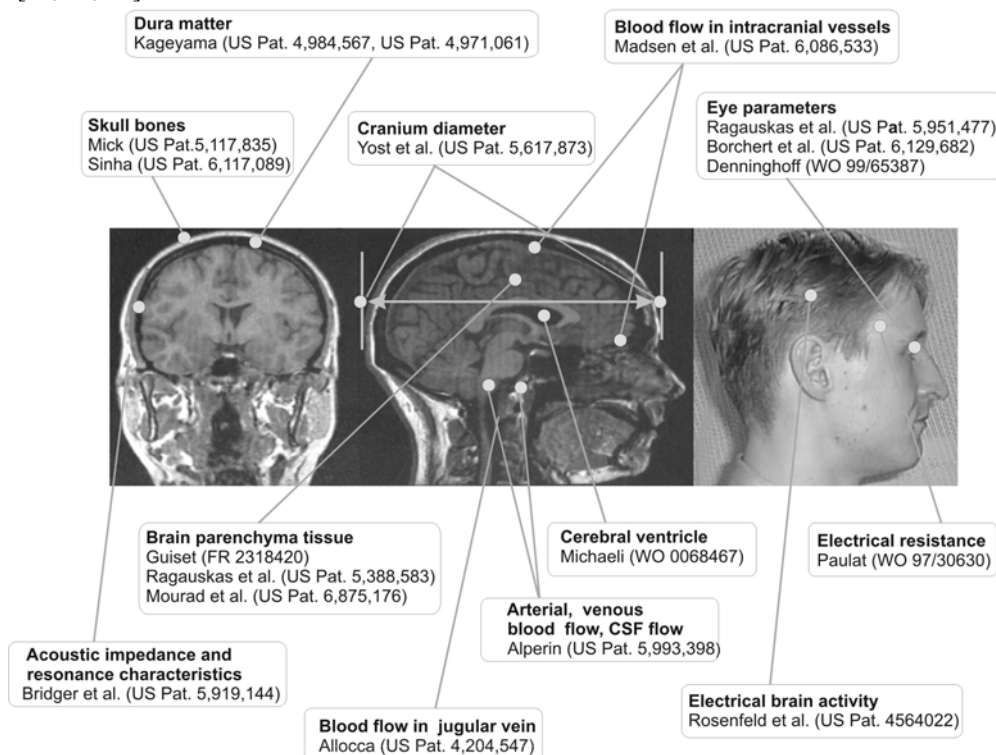 Dura matter
Kageyama (US Pat. 4,984,567, US Pat. 4,971,061)
Blood flow in intracranial vessels
Madsen et al. (US Pat. 6,086,533)
Skull bones
Mick (US Pat.5,117,835)
Sinha (US Pat. 6,117,089)
Cranium diameter
Yost et al. (US Pat. 5,617,873)
Eye parameters
Ragauskas et al. (US Pat. 5,951,477)
Borchert et al. (US Pat. 6,129,682)
Denninghoff (WO 99/65387)
Brain parenchyma tissue
Guiset (FR 2318420)
Ragauskas et al. (US Pat. 5,388,583)
Mourad et al. (US Pat. 6,875,176)
Cerebral ventricle
Michaeli (WO 0068467)
Electrical resistance
Paulat (WO 97/30630)
Arterial, venous
blood flow, CSF flow
Alperin (US Pat. 5,993,398)
Acoustic impedance and
resonance characteristics
Bridger et al. (US Pat. 5,919,144)
Blood flow in jugular vein
Allocca (US Pat. 4,204,547)
Electrical brain activity
Rosenfeld et al. (US Pat. 4564022)